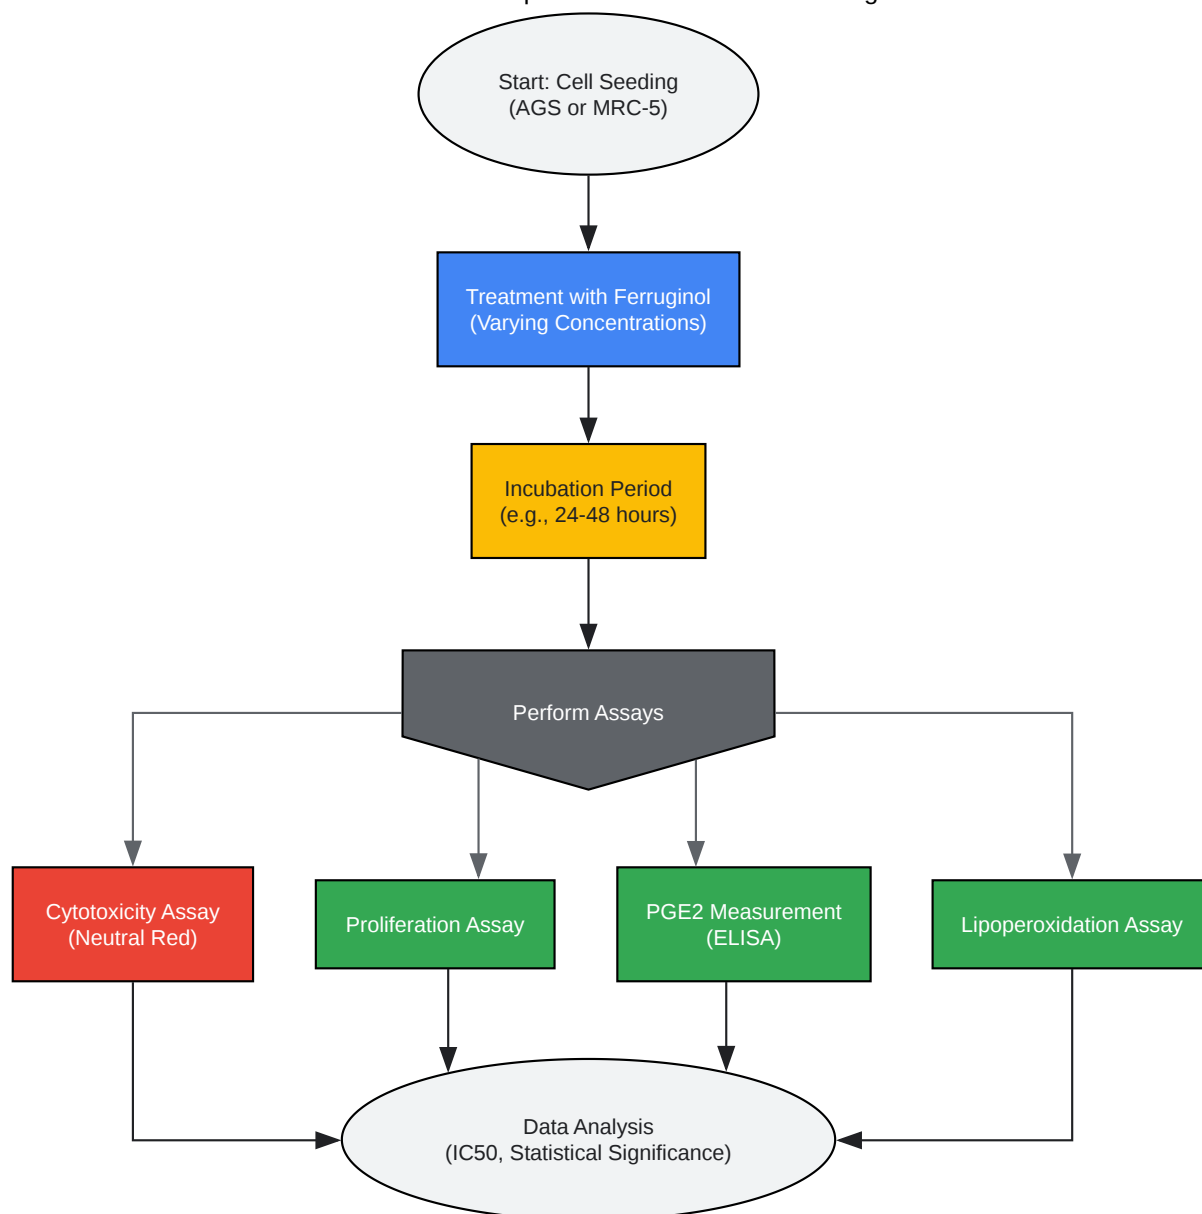 Start: Cell Seeding
(AGS or MRC-5)
Treatment with Ferruginol
(Varying Concentrations)
Incubation Period
(e.g., 24-48 hours)
Perform Assays
Cytotoxicity Assay
(Neutral Red)
Proliferation Assay
PGE2 Measurement
(ELISA)
Lipoperoxidation Assay
Data Analysis
(IC50, Statistical Significance)